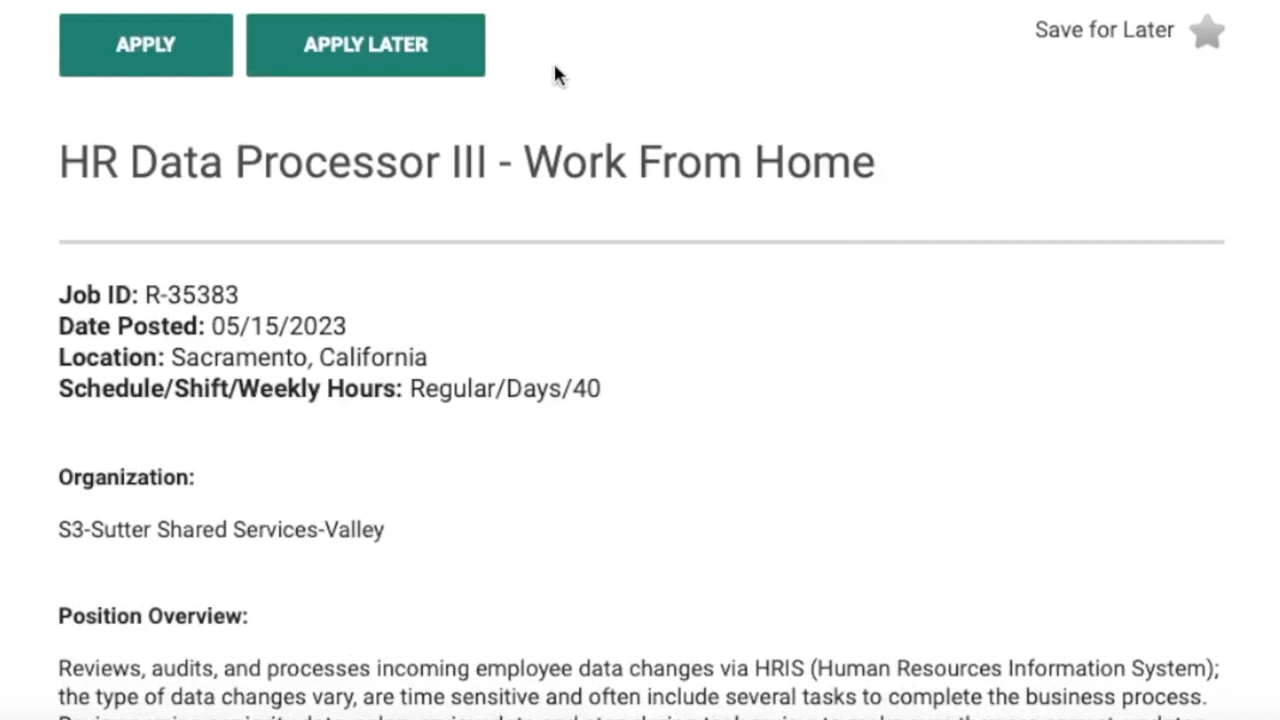 APPLY
APPLY LATER
Save for Later
HR Data Processor III - Work From Home
Job ID: R-35383
Date Posted: 05/15/2023
Location: Sacramento, California
Schedule/Shift/Weekly Hours: Regular/Days/40
Organization:
S3-Sutter Shared Services-Valley
Position Overview:
Reviews, audits, and processes incoming employee data changes via HRIS (Human Resources Information System);
the type of data changes vary, are time sensitive and often include several tasks to complete the business process.